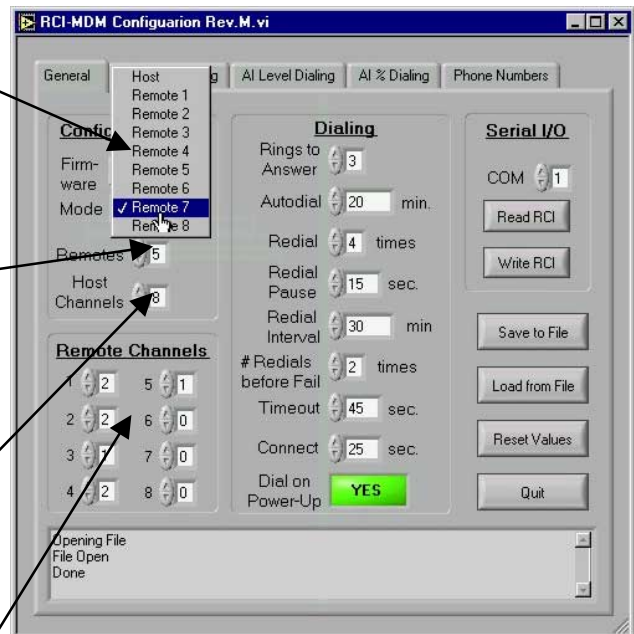 RCI-MDM Configuarion Rev.M.vi
General
AI Level Dialing
AI % Dialing
Phone Numbers
Host
Remote 1
Remote 2
Remote 3
Remote 4
Remote 5
Remote 6
✓ Remote 7
Remote 8
Firm-
ware
Mode
Remotes 5
Host
Channels 8
Remote Channels
1 2 5 1
2 2 6 0
3 1 7 0
4 2 8 0
Dialing
Rings to
Answer 3
Autodial 20 min.
Redial 4 times
Redial
Pause 15 sec.
Redial
Interval 30 min
# Redials
before Fail 2 times
Timeout 45 sec.
Connect 25 sec.
Dial on
Power-Up YES
Serial I/O
COM 1
Read RCI
Write RCI
Save to File
Load from File
Reset Values
Quit
Opening File
File Open
Done